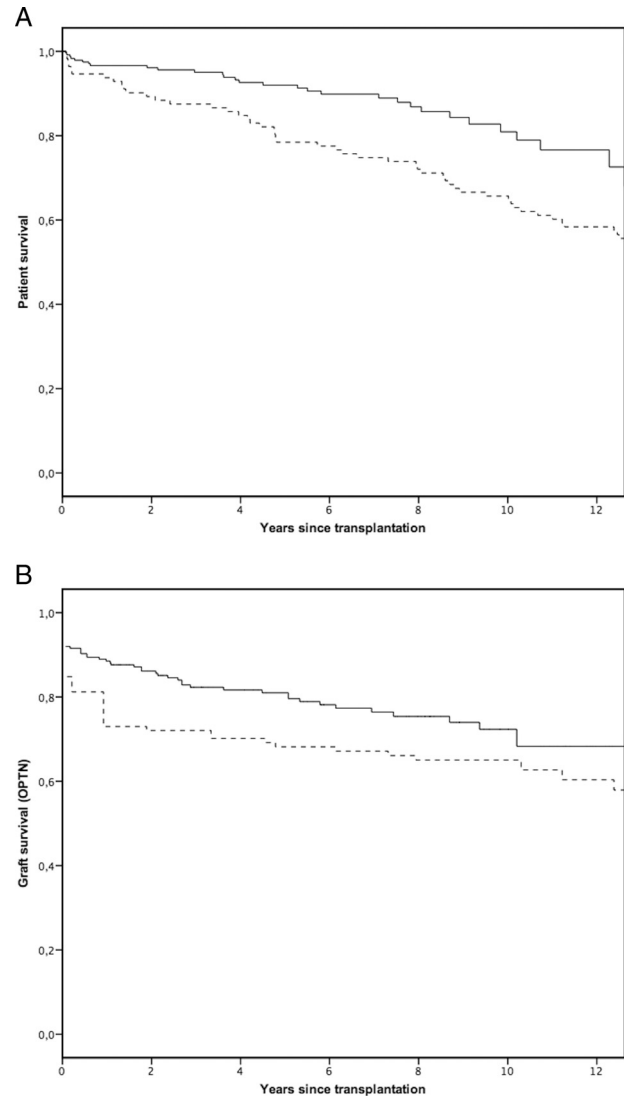 A
1,0
0,8
0,6
0,4
0,2
0,0
Patient survival
0 2 4 6 8 10 12
Years since transplantation
B
1,0
0,8
0,6
0,4
0,2
0,0
Graft survival (OPTN)
0 2 4 6 8 10 12
Years since transplantation